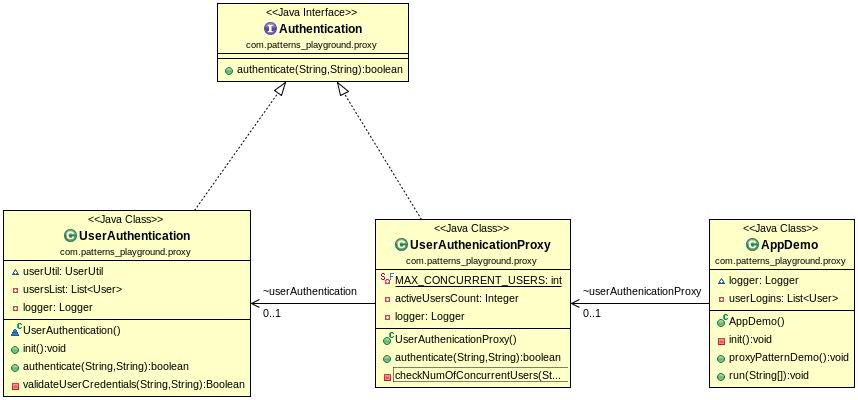 <<Java Interface>>
Authentication
com.patterns_playground.proxy
authenticate(String,String):boolean
<<Java Class>>
UserAuthentication
com.patterns_playground.proxy
userUtil: UserUtil
usersList: List<User>
logger: Logger
UserAuthentication()
init():void
authenticate(String,String):boolean
validateUserCredentials(String,String):Boolean
~userAuthentication
0..1
<<Java Class>>
UserAuthenicationProxy
com.patterns_playground.proxy
MAX_CONCURRENT_USERS: int
activeUsersCount: Integer
logger: Logger
UserAuthenicationProxy()
authenticate(String,String):boolean
checkNumOfConcurrentUsers(St...
~userAuthenicationProxy
0..1
<<Java Class>>
AppDemo
com.patterns_playground.proxy
logger: Logger
userLogins: List<User>
AppDemo()
init():void
proxyPatternDemo():void
run(String[]):void